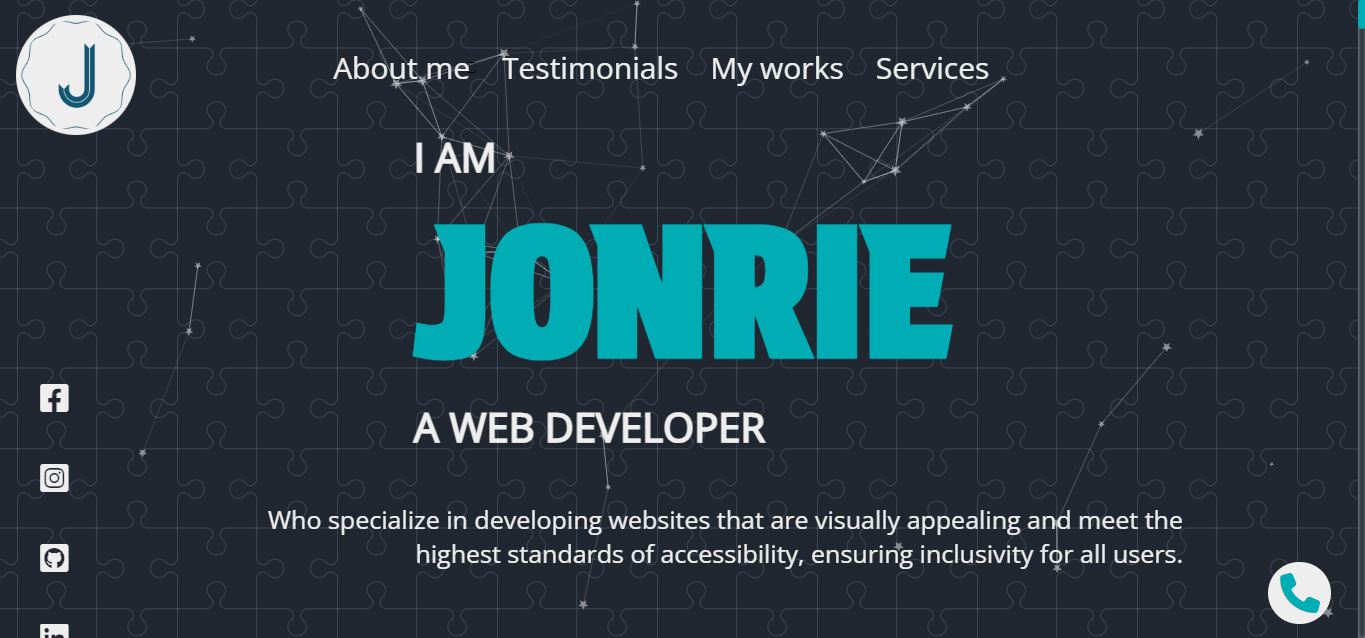 J
About me Testimonials My works Services
I AM
JONRIE
A WEB DEVELOPER
Who specialize in developing websites that are visually appealing and meet the
highest standards of accessibility, ensuring inclusivity for all users.
in